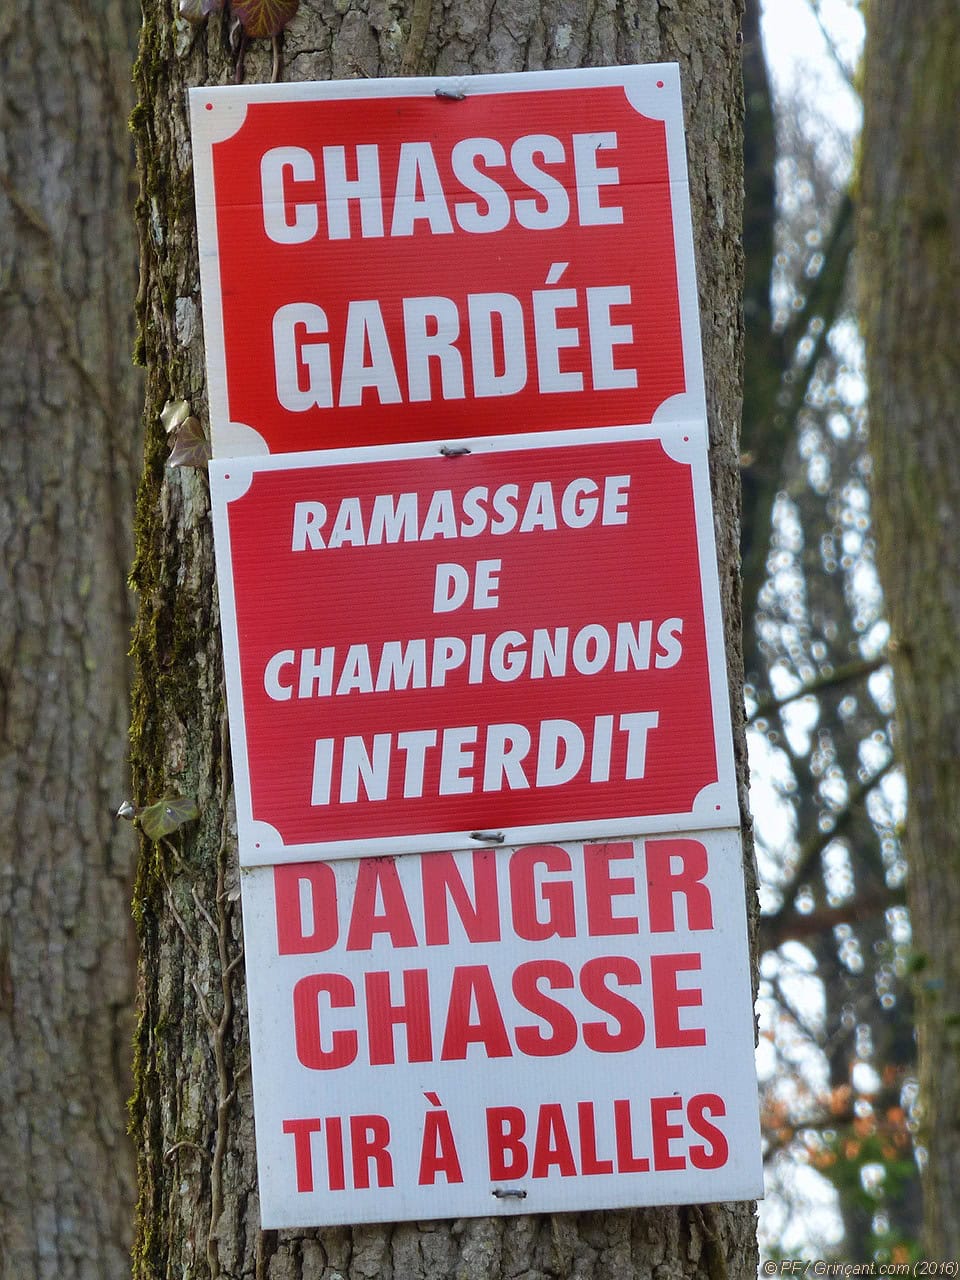 CHASSE
GARDÉE
RAMASSAGE
DE
CHAMPIGNONS
INTERDIT
DANGER
CHASSE
TIR À BALLES
© PF / Grinçant.com (2016)